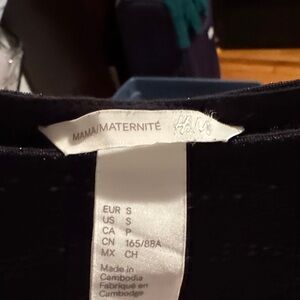 MAMA/MATERNITÉ H&M
EUR S
US S
CA P
CN 165/88A
MX CH
Made in
Cambodia
Fabriqué en
Cambodge